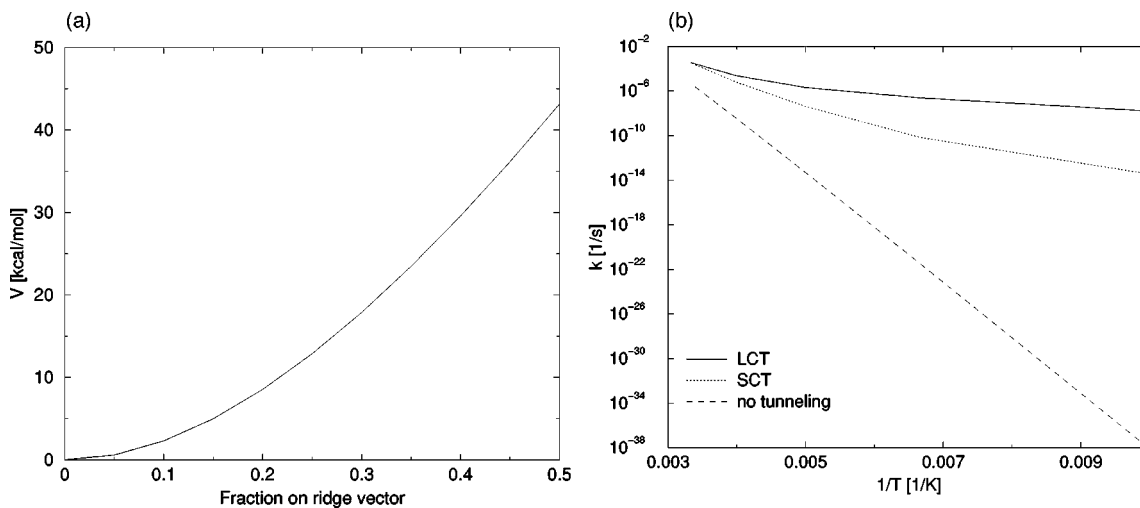 (a)
50
40
30
20
10
0
V [kcal/mol]
0 0.1 0.2 0.3 0.4 0.5
Fraction on ridge vector
(b)
10⁻²
10⁻⁶
10⁻¹⁰
10⁻¹⁴
10⁻¹⁸
10⁻²²
10⁻²⁶
10⁻³⁰
10⁻³⁴
10⁻³⁸
k [1/s]
LCT
SCT
no tunneling
0.003 0.005 0.007 0.009
1/T [1/K]